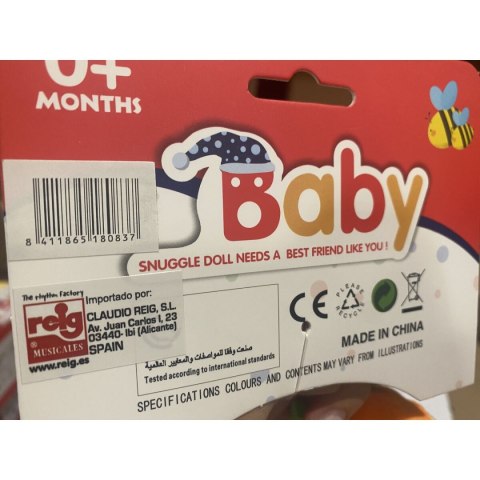 0+
MONTHS
Baby
SNUGGLE DOLL NEEDS A BEST FRIEND LIKE YOU !
8 411865 180837
The rhythm factory
reig
MUSICALES
www.reig.es
Importado por:
CLAUDIO REIG, S.L
Av. Juan Carlos I, 23
03440- Ibi (Alicante)
SPAIN
صنعت وفقا للمواصفات والمعايير العالمية
Tested according to international standards
CE
PLEASE RECYCLE
MADE IN CHINA
SPECIFICATIONS COLOURS AND CONTENTS MAY VARY FROM ILLUSTRATIONS